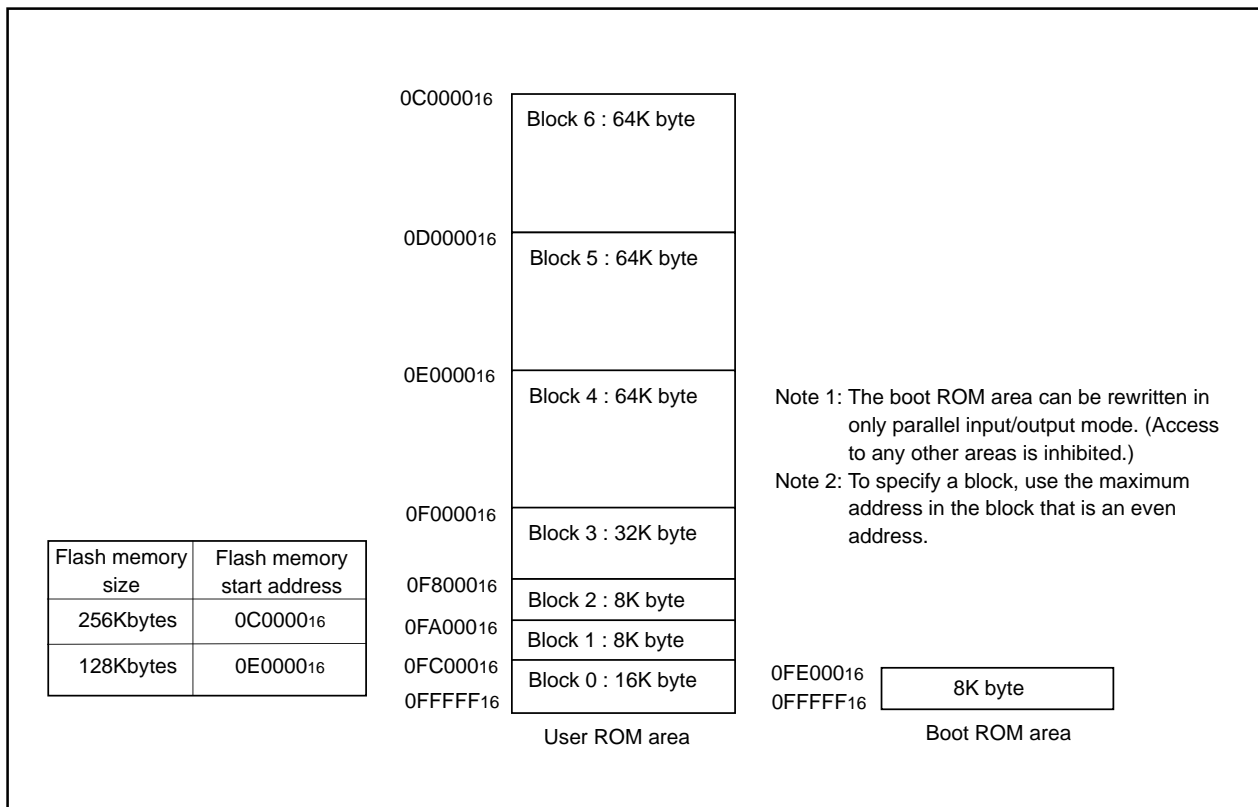 0C000016
Block 6 : 64K byte
0D000016
Block 5 : 64K byte
0E000016
Block 4 : 64K byte
0F000016
Block 3 : 32K byte
0F800016
Block 2 : 8K byte
0FA00016
Block 1 : 8K byte
0FC00016
Block 0 : 16K byte
0FFFFF16
User ROM area
Note 1: The boot ROM area can be rewritten in
only parallel input/output mode. (Access
to any other areas is inhibited.)
Note 2: To specify a block, use the maximum
address in the block that is an even
address.
Flash memory
size
Flash memory
start address
256Kbytes
0C000016
128Kbytes
0E000016
0FE00016
8K byte
0FFFFF16
Boot ROM area